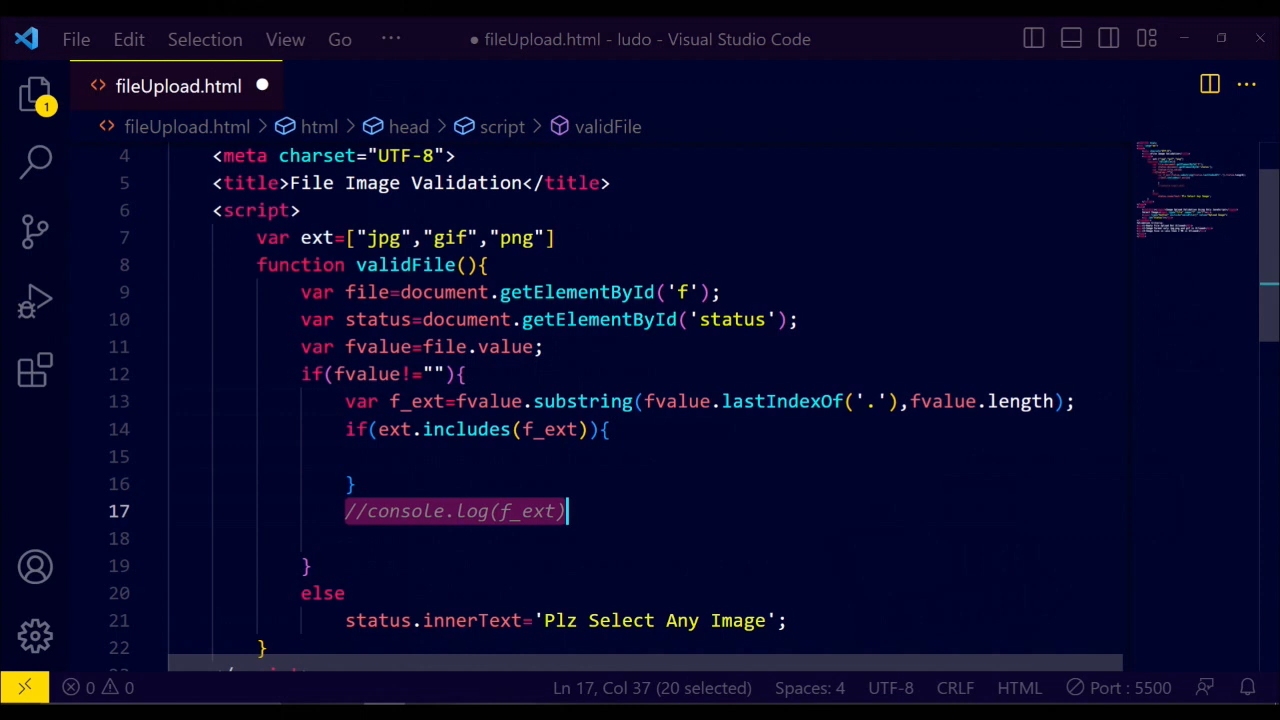 File Edit Selection View Go ··· ● fileUpload.html - ludo - Visual Studio Code
<> fileUpload.html ●
1
<> fileUpload.html > html > head > script > validFile
4 <meta charset="UTF-8">
5 <title>File Image Validation</title>
6 <script>
7 var ext=["jpg","gif","png"]
8 function validFile(){
9 var file=document.getElementById('f');
10 var status=document.getElementById('status');
11 var fvalue=file.value;
12 if(fvalue!=""){
13 var f_ext=fvalue.substring(fvalue.lastIndexOf('.'),fvalue.length);
14 if(ext.includes(f_ext)){
15
16 }
17 //console.log(f_ext)
18
19 }
20 else
21 status.innerText='Plz Select Any Image';
22 }
0 0 Ln 17, Col 37 (20 selected) Spaces: 4 UTF-8 CRLF HTML Port : 5500